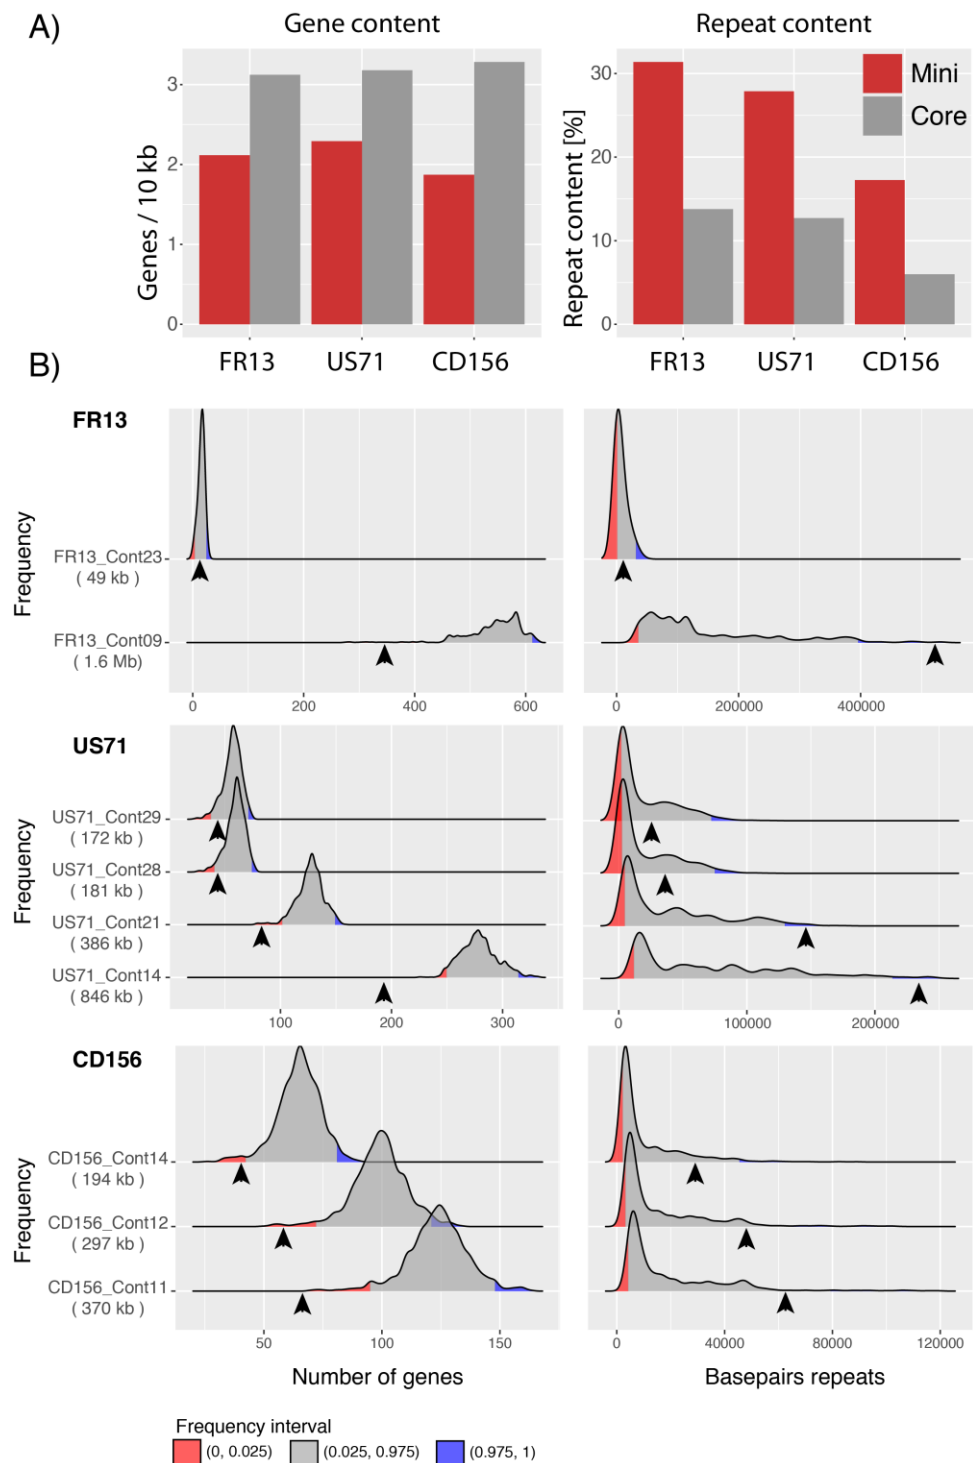 A)
Gene content
Repeat content
Genes / 10 kb
3
2
1
0
FR13 US71 CD156
Repeat content [%]
30
20
10
0
FR13 US71 CD156
Mini
Core
B)
FR13
Frequency
FR13_Cont23
( 49 kb )
FR13_Cont09
( 1.6 Mb)
0 200 400 600
0 200000 400000
US71
Frequency
US71_Cont29
( 172 kb )
US71_Cont28
( 181 kb )
US71_Cont21
( 386 kb )
US71_Cont14
( 846 kb )
100 200 300
0 100000 200000
CD156
Frequency
CD156_Cont14
( 194 kb )
CD156_Cont12
( 297 kb )
CD156_Cont11
( 370 kb )
50 100 150
0 40000 80000 120000
Number of genes
Basepairs repeats
Frequency interval
(0, 0.025) (0.025, 0.975) (0.975, 1)